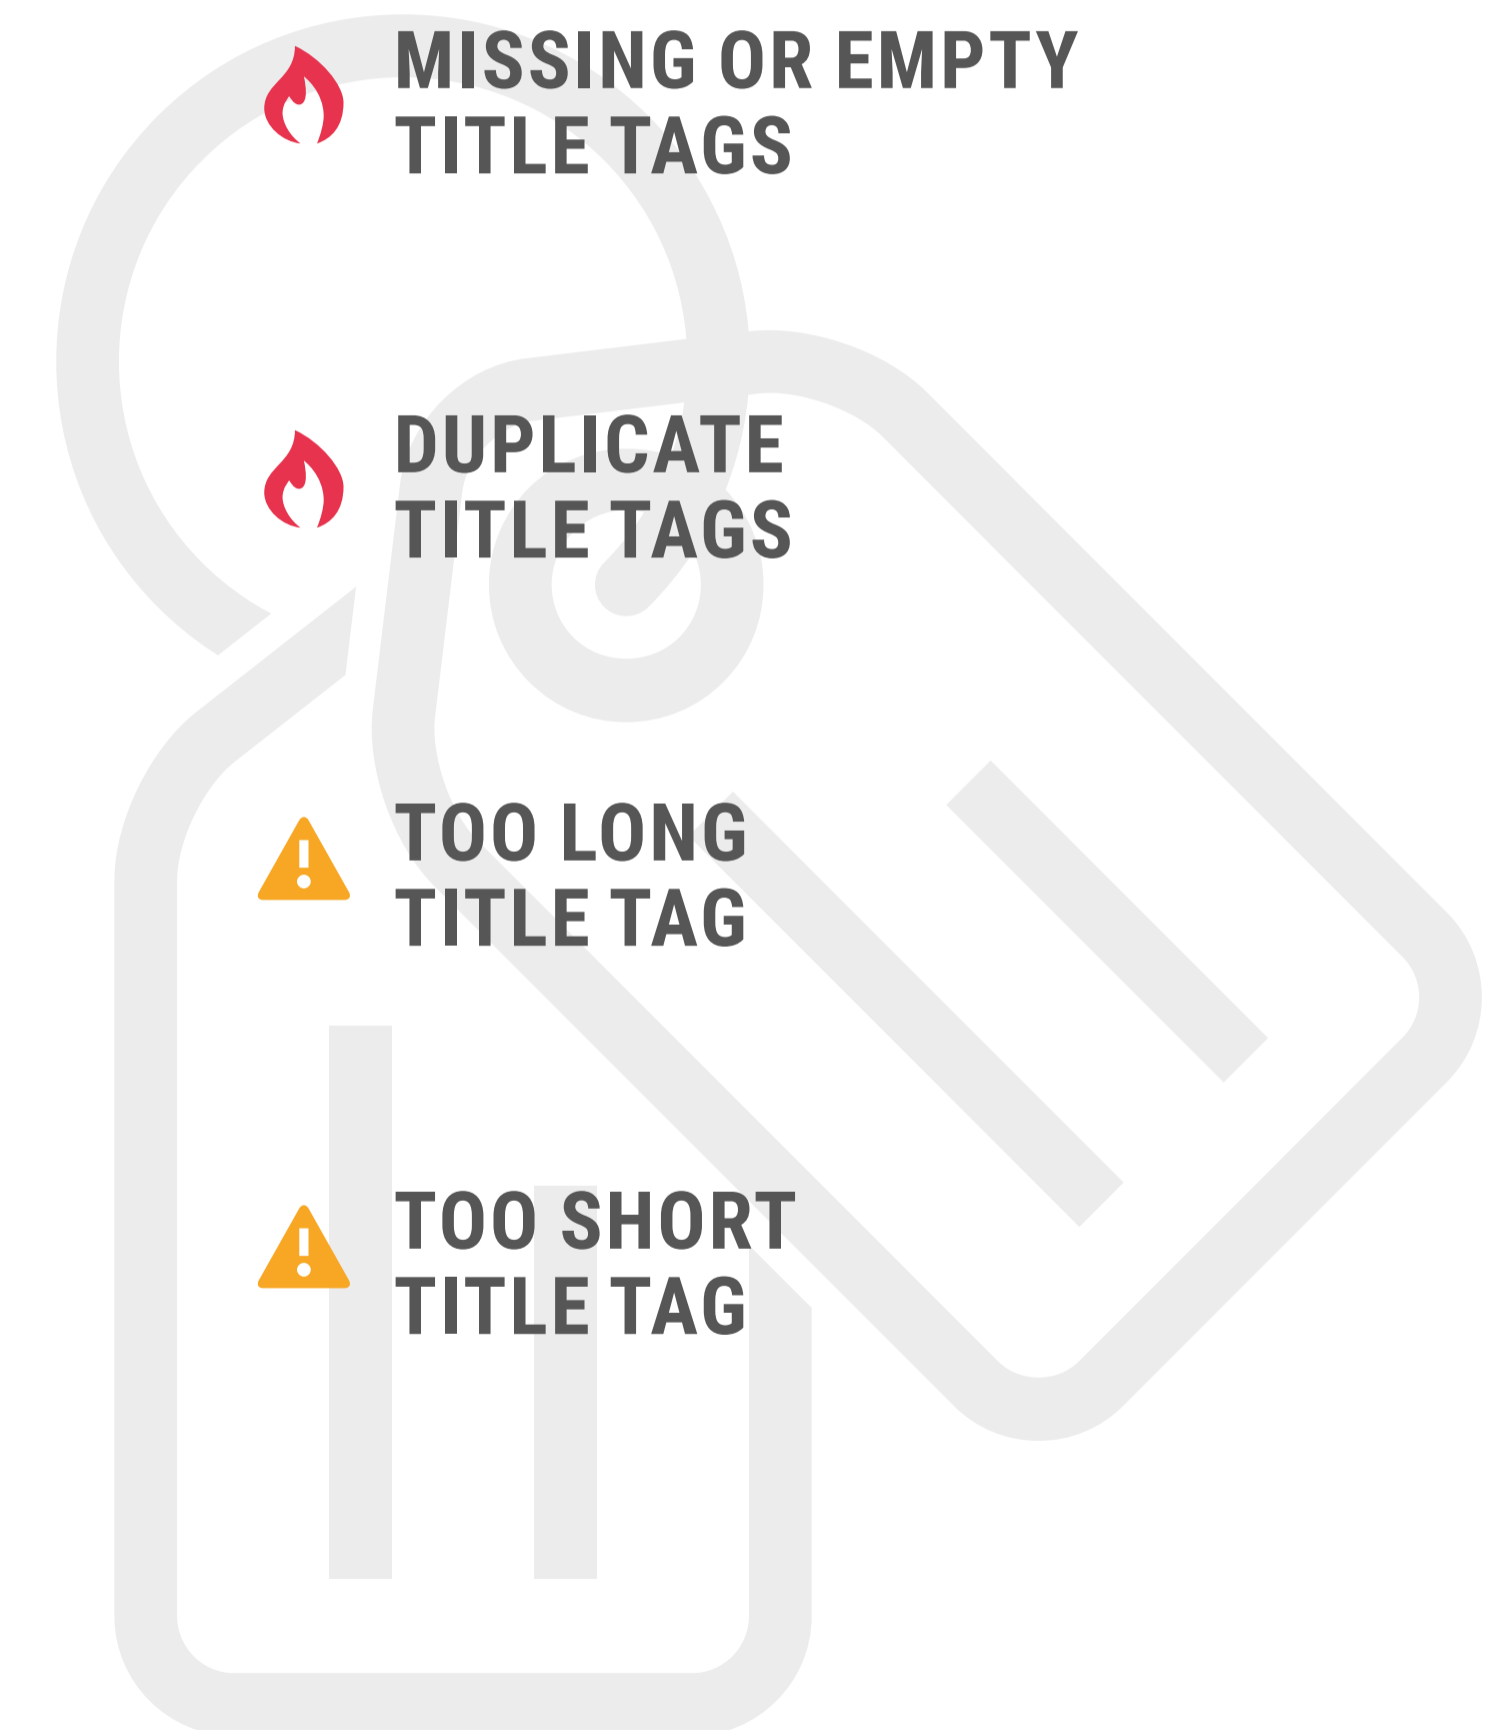 MISSING OR EMPTY
TITLE TAGS
DUPLICATE
TITLE TAGS
TOO LONG
TITLE TAG
TOO SHORT
TITLE TAG